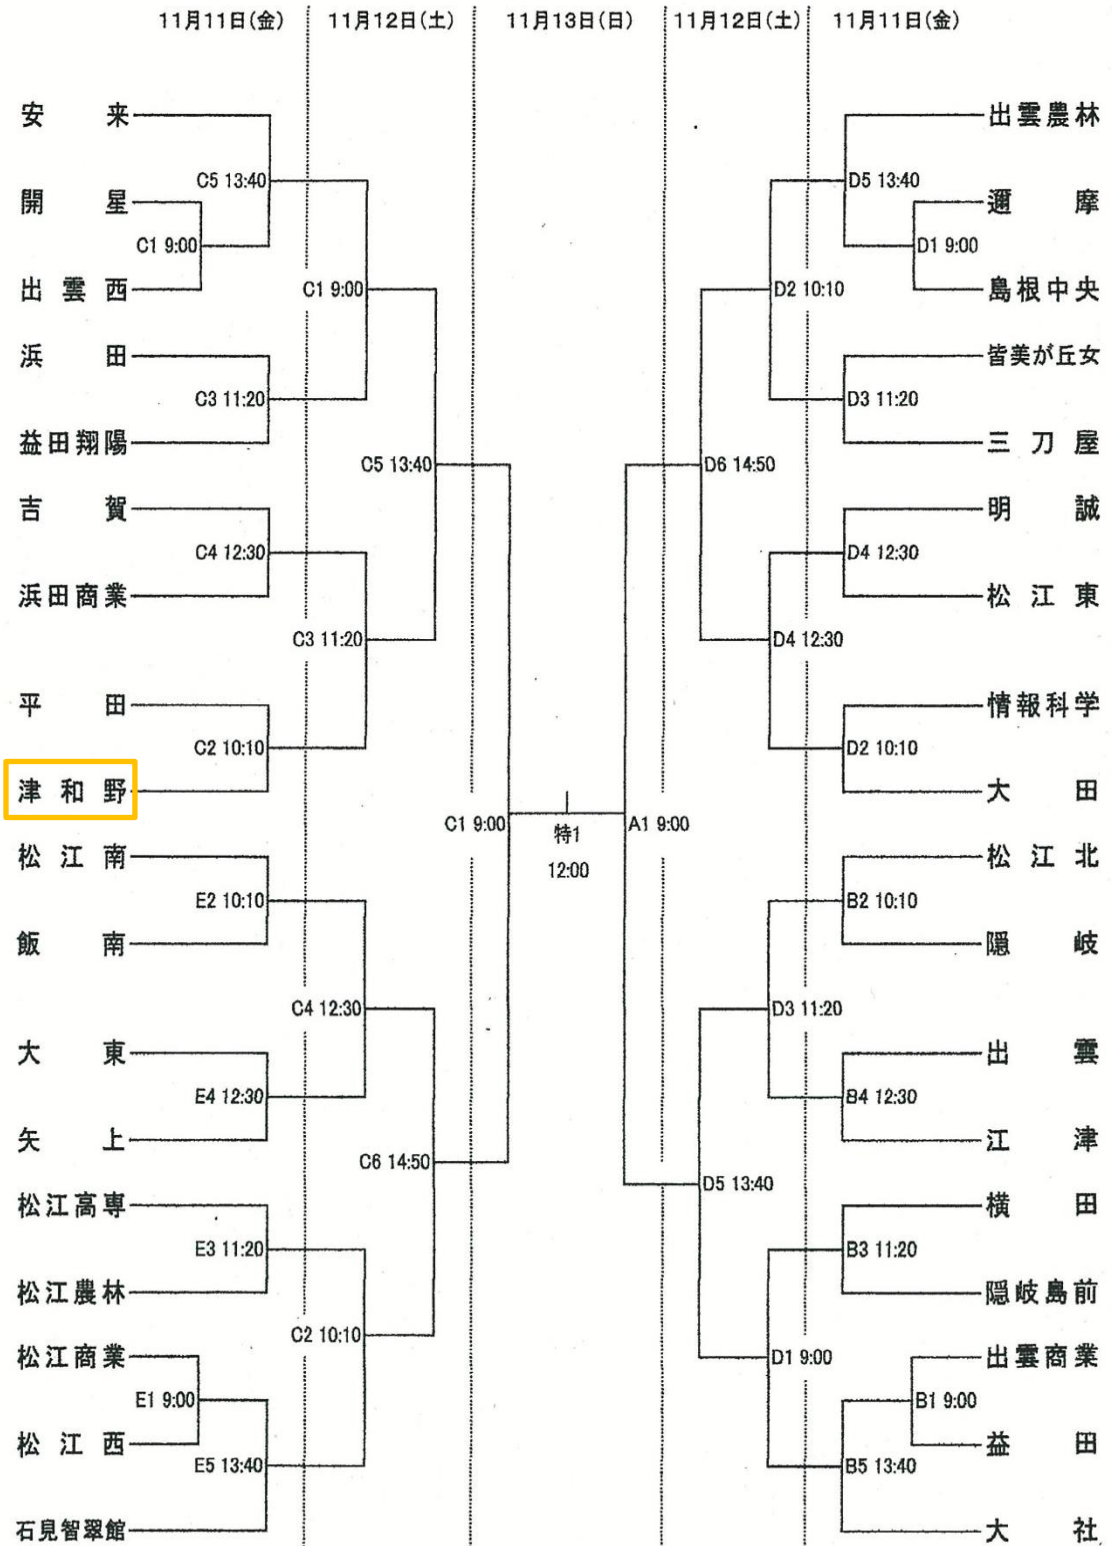 11月11日(金) 11月12日(土) 11月13日(日) 11月12日(土) 11月11日(金)
安来
C5 13:40
開星
C1 9:00
出雲西
C1 9:00
浜田
C3 11:20
益田翔陽
C5 13:40
吉賀
C4 12:30
浜田商業
C3 11:20
平田
C2 10:10
津和野
C1 9:00
松江南
E2 10:10
飯南
C4 12:30
大東
E4 12:30
矢上
C6 14:50
松江高専
E3 11:20
松江農林
C2 10:10
松江商業
E1 9:00
松江西
E5 13:40
石見智翠館
特1
12:00
出雲農林
D5 13:40
邇摩
D1 9:00
島根中央
D2 10:10
皆美が丘女
D3 11:20
三刀屋
D6 14:50
明誠
D4 12:30
松江東
D4 12:30
情報科学
D2 10:10
大田
A1 9:00
松江北
B2 10:10
隠岐
D3 11:20
出雲
B4 12:30
江津
D5 13:40
横田
B3 11:20
隠岐島前
D1 9:00
出雲商業
B1 9:00
益田
B5 13:40
大社